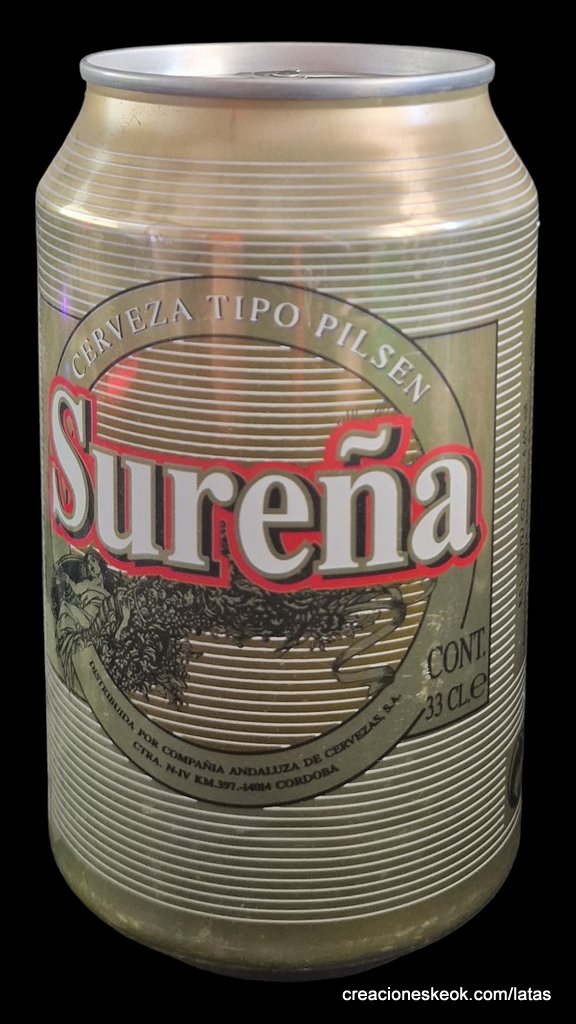 CERVEZA TIPO PILSEN
Sureña
CONT.
33 CL.e
DISTRIBUIDA POR COMPAÑIA ANDALUZA DE CERVEZAS, S.A.
CTRA. N-IV KM.397.-14014 CORDOBA
creacioneskeok.com/latas